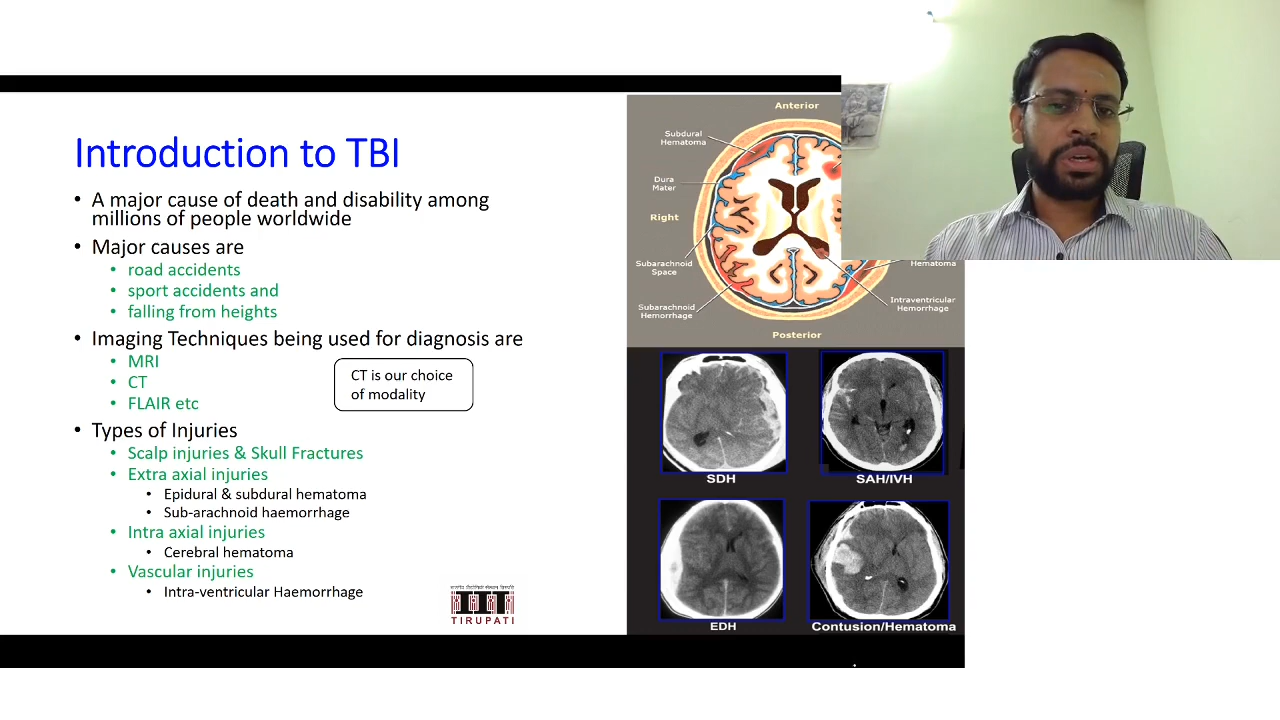 Introduction to TBI
• A major cause of death and disability among
millions of people worldwide
• Major causes are
• road accidents
• sport accidents and
• falling from heights
• Imaging Techniques being used for diagnosis are
• MRI
• CT
• FLAIR etc
CT is our choice
of modality
• Types of Injuries
• Scalp injuries & Skull Fractures
• Extra axial injuries
• Epidural & subdural hematoma
• Sub-arachnoid haemorrhage
• Intra axial injuries
• Cerebral hematoma
• Vascular injuries
• Intra-ventricular Haemorrhage
TIRUPATI
Anterior
Subdural
Hematoma
Dura
Mater
Right
Subarachnoid
Space
Subarachnoid
Hemorrhage
Hematoma
Intraventricular
Hemorrhage
Posterior
SDH
SAH/IVH
EDH
Contusion/Hematoma